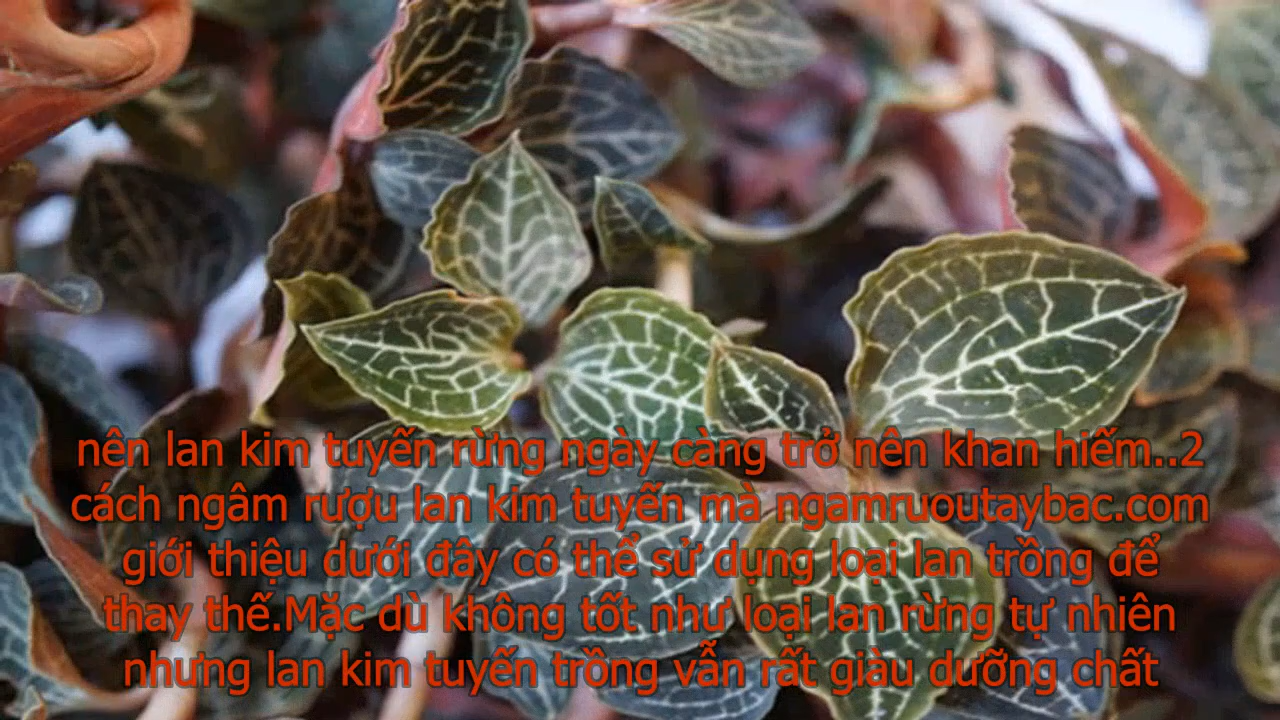 nên lan kim tuyến rừng ngày càng trở nên khan hiếm..2
cách ngâm rượu lan kim tuyến mà ngamruoutaybac.com
giới thiệu dưới đây có thể sử dụng loại lan trồng để
thay thế.Mặc dù không tốt như loại lan rừng tự nhiên
nhưng lan kim tuyến trồng vẫn rất giàu dưỡng chất